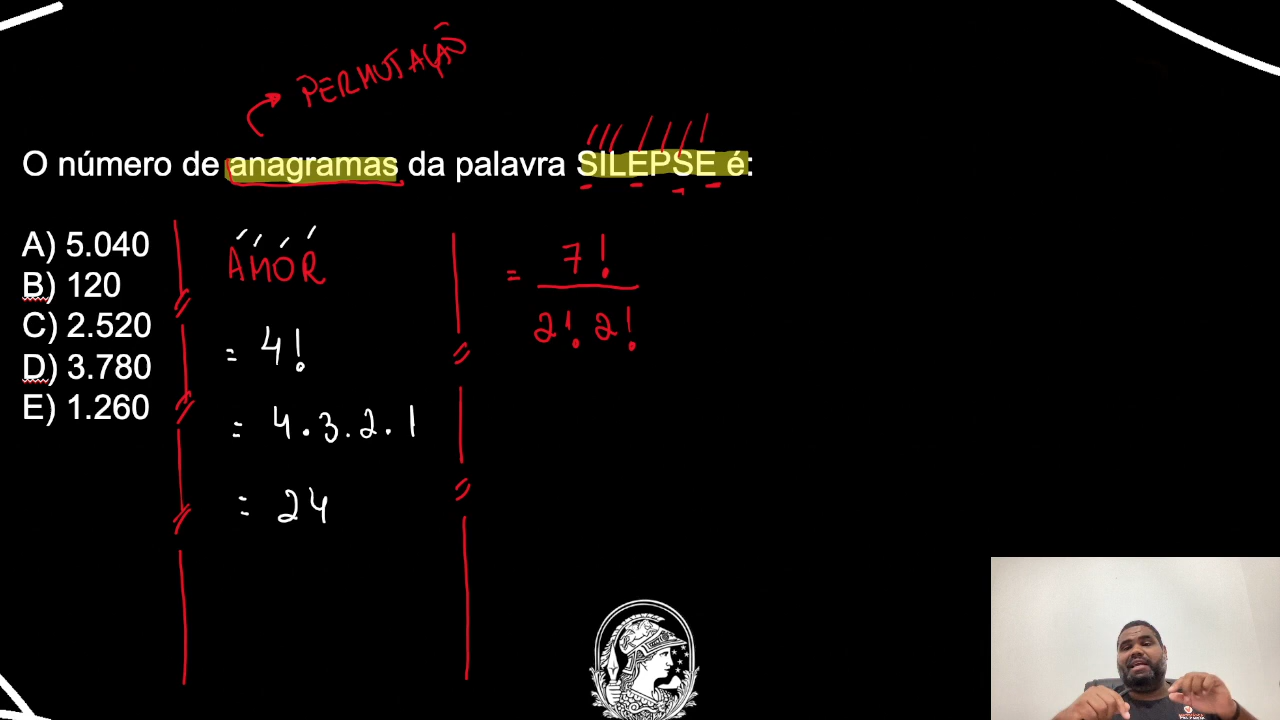 PERMUTAÇÃO
O número de anagramas da palavra SILEPSE é:
A) 5.040
B) 120
C) 2.520
D) 3.780
E) 1.260
AMOR
= 4!
= 4.3.2.1
= 24
= 7!
2!.2!